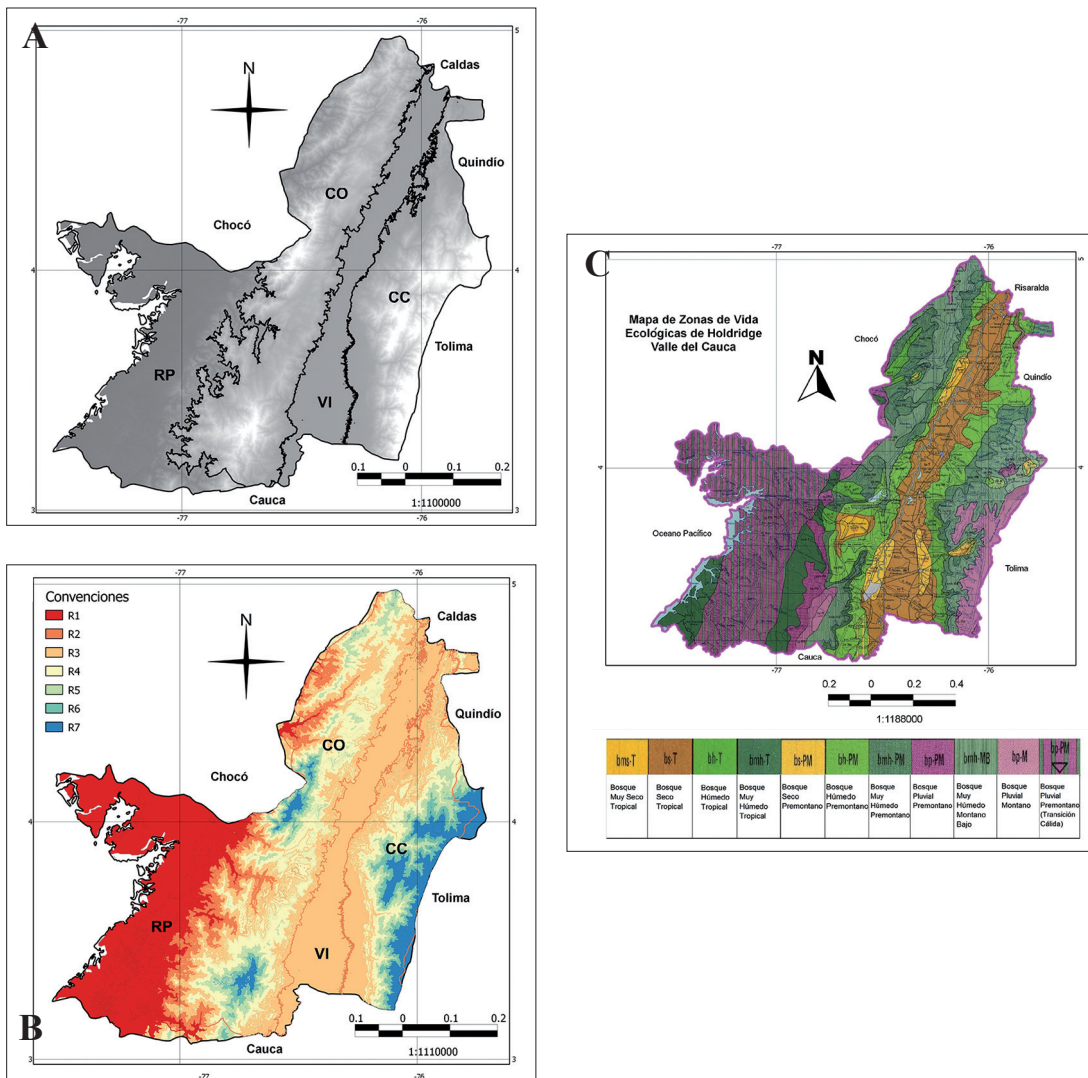 A
-77
-76
5
N
Caldas
Quindío
CO
Chocó
4
4
CC
Tolima
RP
VI
0.1 0 0.1 0.2
1:1100000
Cauca
3
-77
-76
3
B
-77
-76
5
Convenciones
R1
R2
R3
R4
R5
R6
R7
N
Caldas
Quindío
CO
Chocó
4
4
CC
Tolima
RP
VI
0.1 0 0.1 0.2
1:1110000
Cauca
3
-77
-76
3
C
-77
-76
5
Risaralda
Mapa de Zonas de Vida
Ecológicas de Holdridge
Valle del Cauca
Chocó
N
Quindío
4
4
Oceano Pacífico
Tolima
Cauca
-77
-76
0.2 0 0.2 0.4
1:1188000
bms-T bs-T bh-T bmh-T bs-PM bh-PM bmh-PM bp-PM bmh-MB bp-M bp-PM
Bosque Muy Seco Tropical
Bosque Seco Tropical
Bosque Húmedo Tropical
Bosque Muy Húmedo Tropical
Bosque Seco Premontano
Bosque Húmedo Premontano
Bosque Muy Húmedo Premontano
Bosque Pluvial Premontano
Bosque Muy Húmedo Montano Bajo
Bosque Pluvial Montano
Bosque Pluvial Premontano (Transición Cálida)